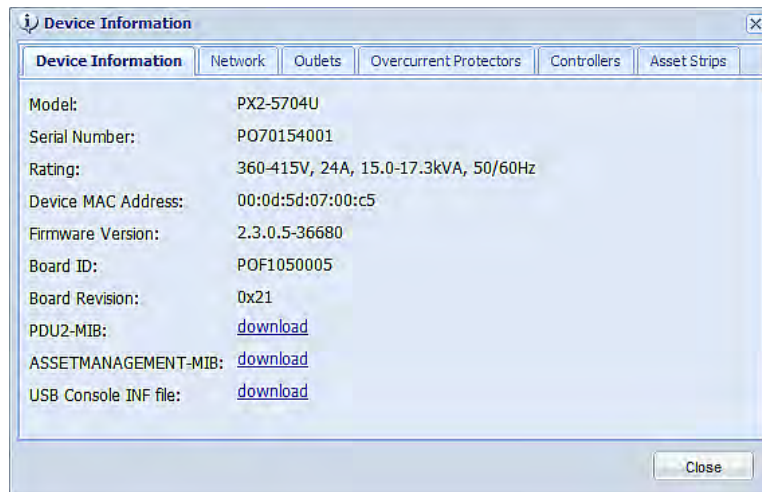 Device Information
Device Information Network Outlets Overcurrent Protectors Controllers Asset Strips
Model: PX2-5704U
Serial Number: PO70154001
Rating: 360-415V, 24A, 15.0-17.3kVA, 50/60Hz
Device MAC Address: 00:0d:5d:07:00:c5
Firmware Version: 2.3.0.5-36680
Board ID: POF1050005
Board Revision: 0x21
PDU2-MIB: download
ASSETMANAGEMENT-MIB: download
USB Console INF file: download
Close